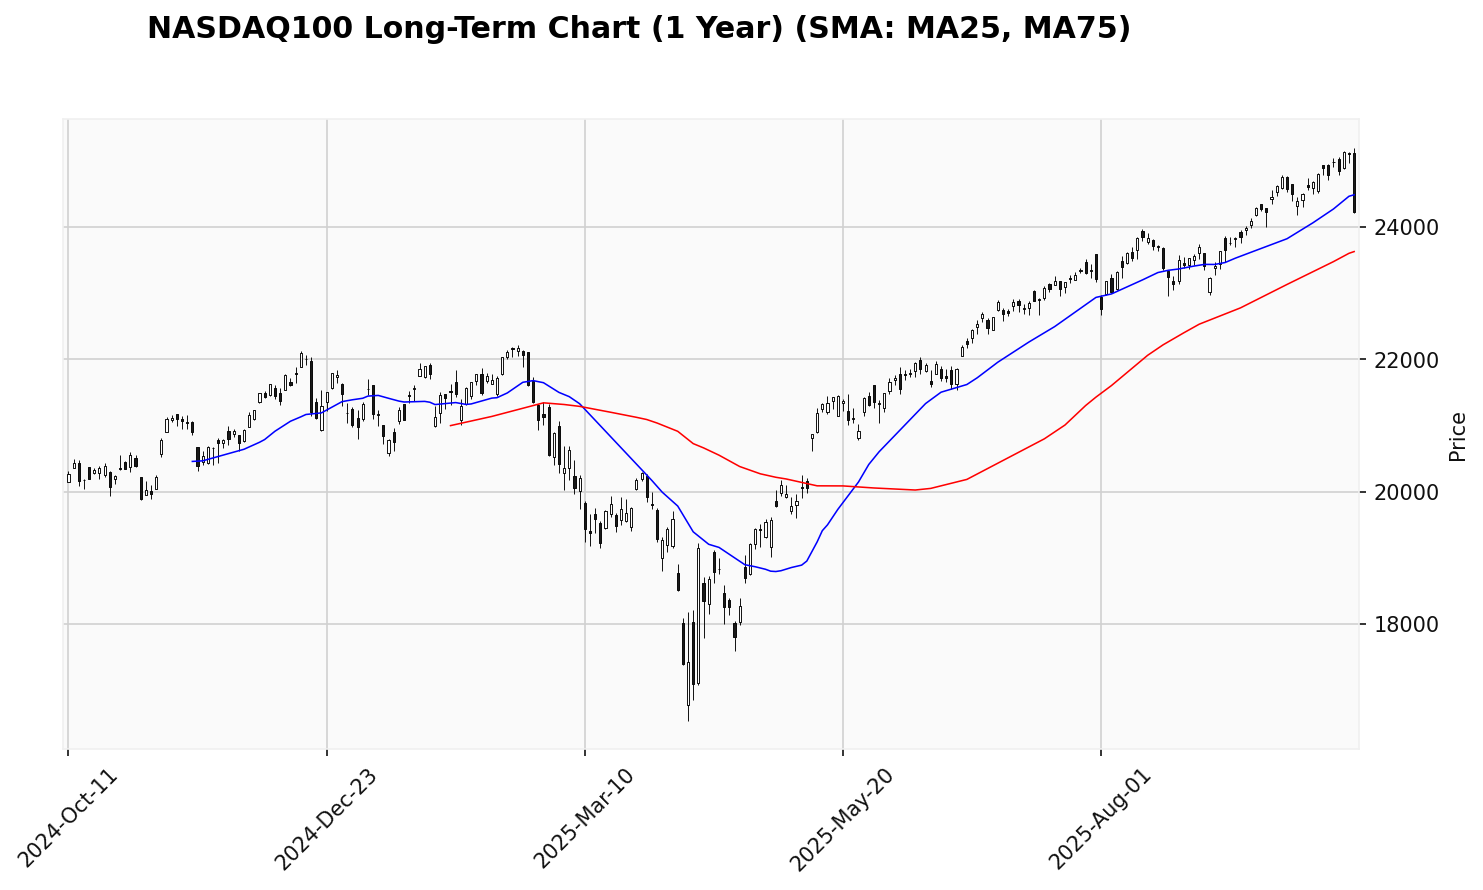 NASDAQ100 Long-Term Chart (1 Year) (SMA: MA25, MA75)
24000
22000
20000
18000
Price
2024-Oct-11
2024-Dec-23
2025-Mar-10
2025-May-20
2025-Aug-01